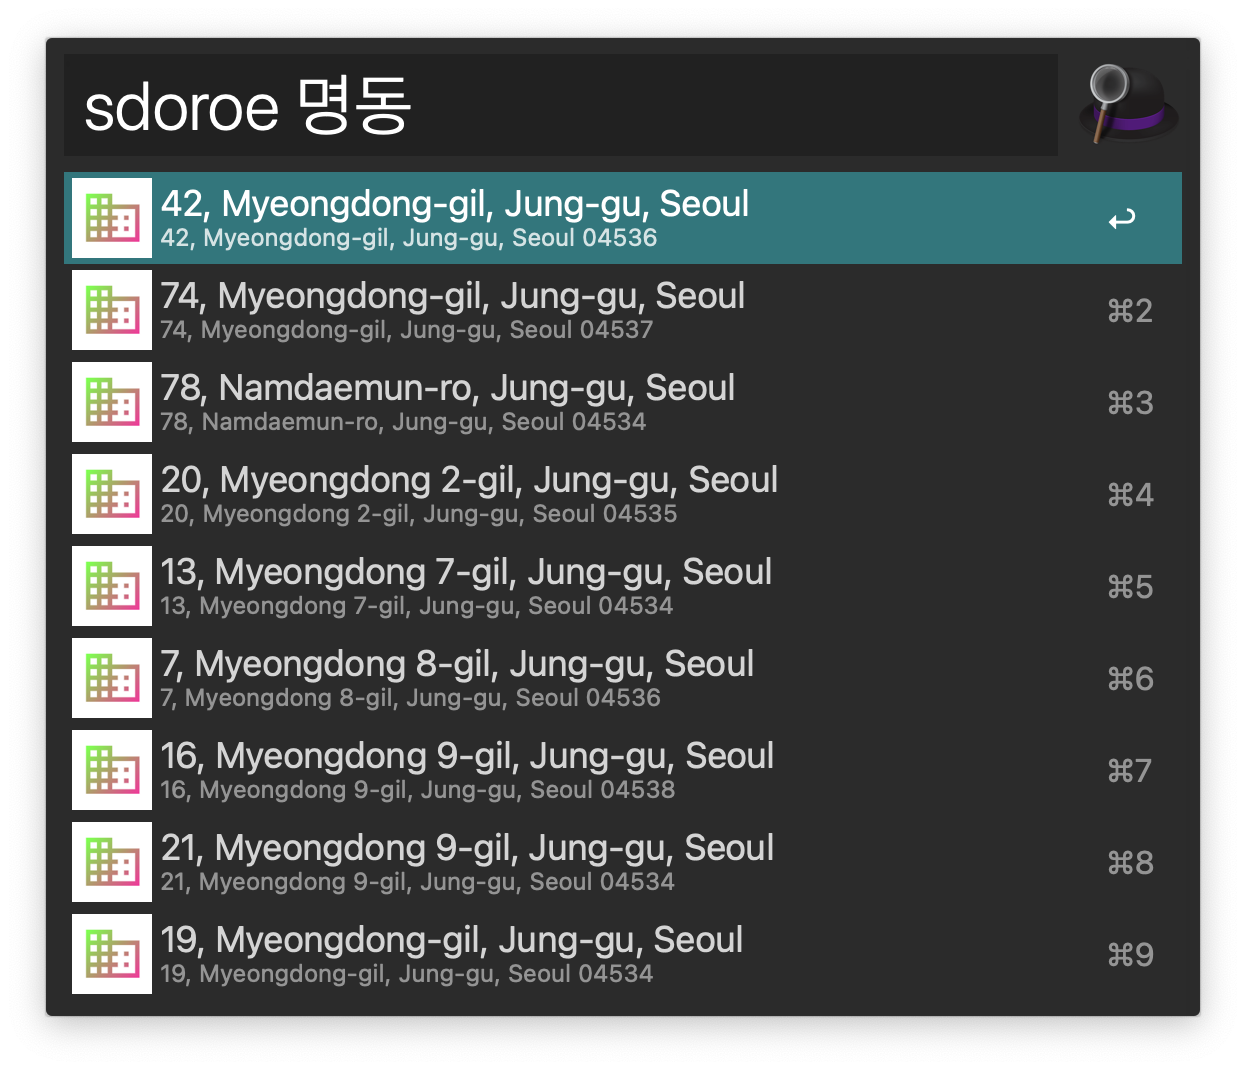 sdoroe 명동
42, Myeongdong-gil, Jung-gu, Seoul
42, Myeongdong-gil, Jung-gu, Seoul 04536
↩
74, Myeongdong-gil, Jung-gu, Seoul
74, Myeongdong-gil, Jung-gu, Seoul 04537
⌘2
78, Namdaemun-ro, Jung-gu, Seoul
78, Namdaemun-ro, Jung-gu, Seoul 04534
⌘3
20, Myeongdong 2-gil, Jung-gu, Seoul
20, Myeongdong 2-gil, Jung-gu, Seoul 04535
⌘4
13, Myeongdong 7-gil, Jung-gu, Seoul
13, Myeongdong 7-gil, Jung-gu, Seoul 04534
⌘5
7, Myeongdong 8-gil, Jung-gu, Seoul
7, Myeongdong 8-gil, Jung-gu, Seoul 04536
⌘6
16, Myeongdong 9-gil, Jung-gu, Seoul
16, Myeongdong 9-gil, Jung-gu, Seoul 04538
⌘7
21, Myeongdong 9-gil, Jung-gu, Seoul
21, Myeongdong 9-gil, Jung-gu, Seoul 04534
⌘8
19, Myeongdong-gil, Jung-gu, Seoul
19, Myeongdong-gil, Jung-gu, Seoul 04534
⌘9